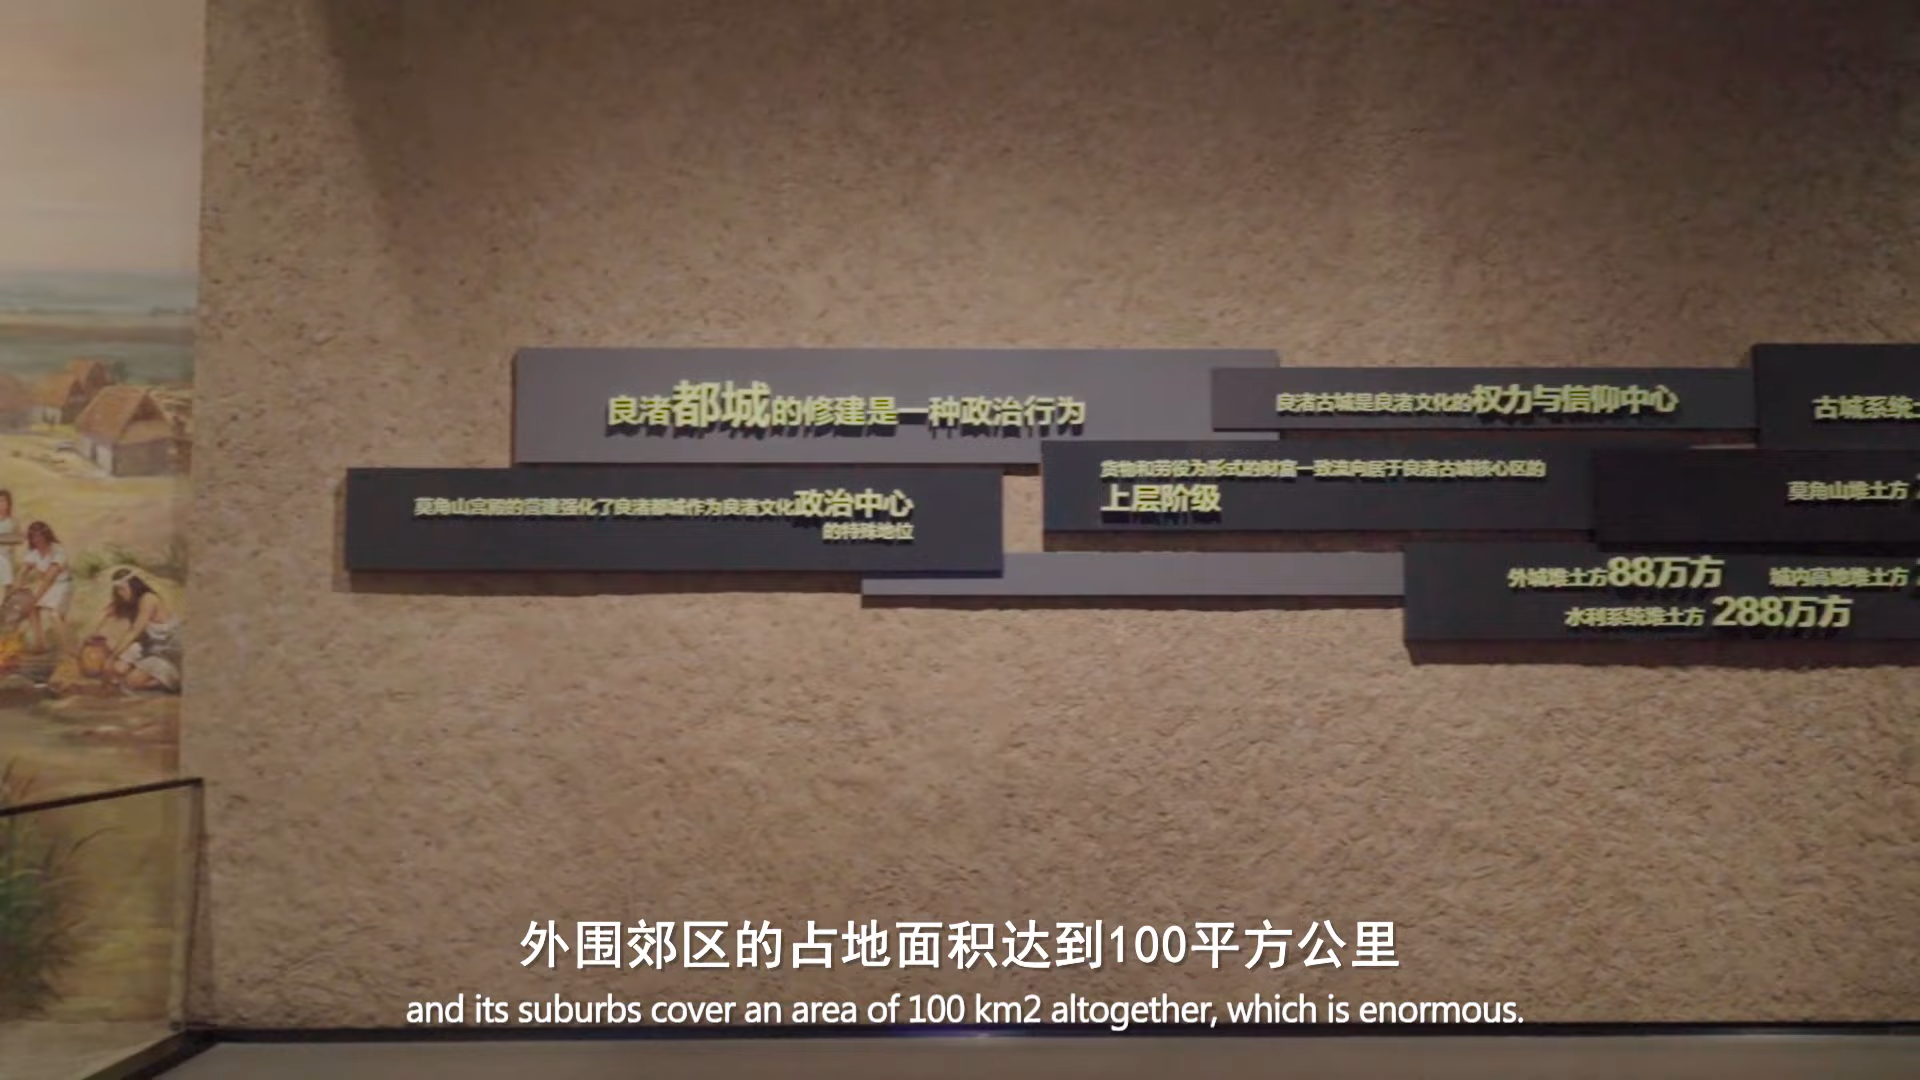 良渚都城的修建是一种政治行为
良渚古城是良渚文化的权力与信仰中心
古城系统
莫角山宫殿的营建强化了良渚都城作为良渚文化政治中心
的特殊地位
货物和劳役为形式的财富一致流向居于良渚古城核心区的
上层阶级
莫角山堆土方
外城堆土方88万方
城内高地堆土方
水利系统堆土方 288万方
外围郊区的占地面积达到100平方公里
and its suburbs cover an area of 100 km2 altogether, which is enormous.